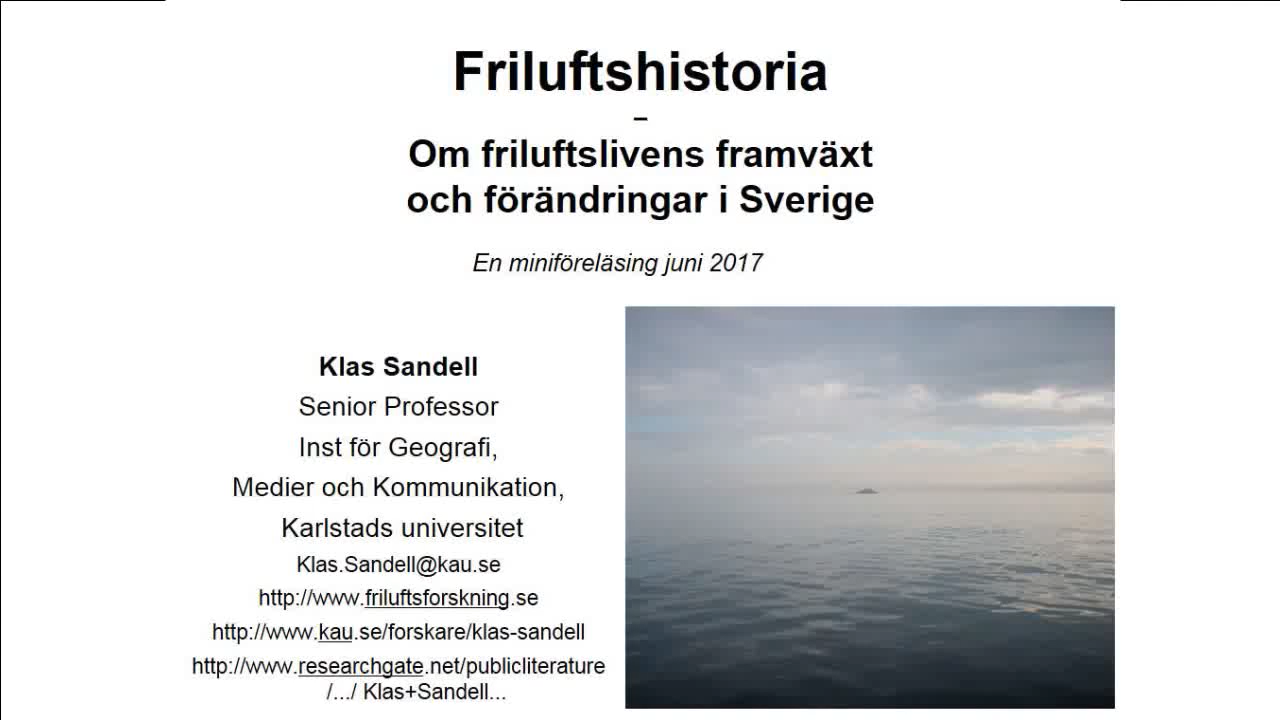 Friluftshistoria
–
Om friluftslivens framväxt
och förändringar i Sverige
En miniföreläsing juni 2017
Klas Sandell
Senior Professor
Inst för Geografi,
Medier och Kommunikation,
Karlstads universitet
Klas.Sandell@kau.se
http://www.friluftsforskning.se
http://www.kau.se/forskare/klas-sandell
http://www.researchgate.net/publicliterature
/.../ Klas+Sandell...